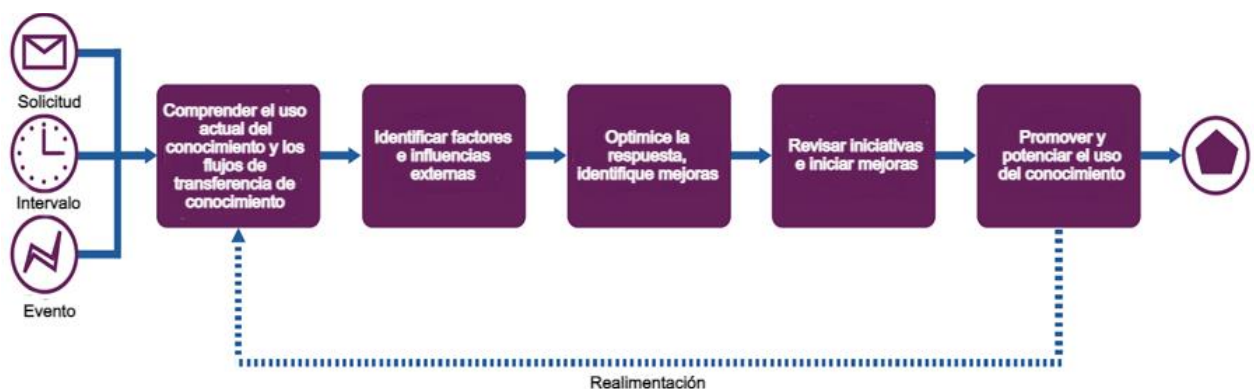 Solicitud
Intervalo
Evento
Comprender el uso
actual del
conocimiento y los
flujos de
transferencia de
conocimiento
Identificar factores
e influencias
externas
Optimice la
respuesta,
identifique mejoras
Revisar iniciativas
e iniciar mejoras
Promover y
potenciar el uso
del conocimiento
Realimentación